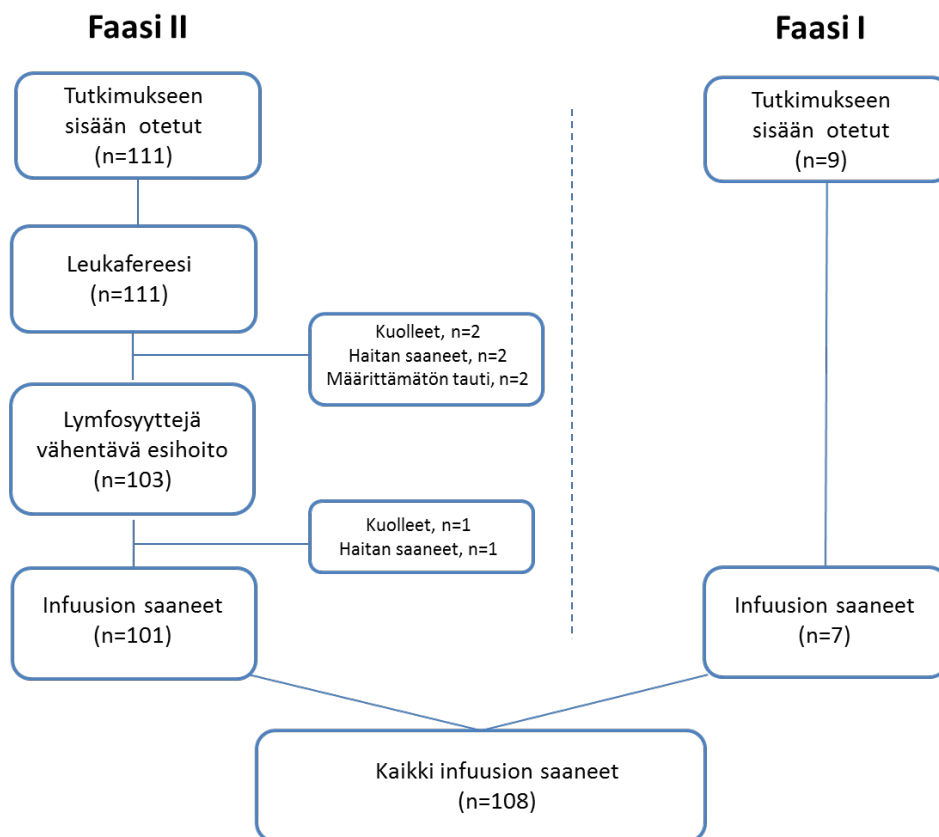 Faasi II
Tutkimukseen
sisään otetut
(n=111)
Leukafereesi
(n=111)
Kuolleet, n=2
Haitan saaneet, n=2
Määrittämätön tauti, n=2
Lymfosyyttejä
vähentävä esihoito
(n=103)
Kuolleet, n=1
Haitan saaneet, n=1
Infuusion saaneet
(n=101)
Faasi I
Tutkimukseen
sisään otetut
(n=9)
Infuusion saaneet
(n=7)
Kaikki infuusion saaneet
(n=108)